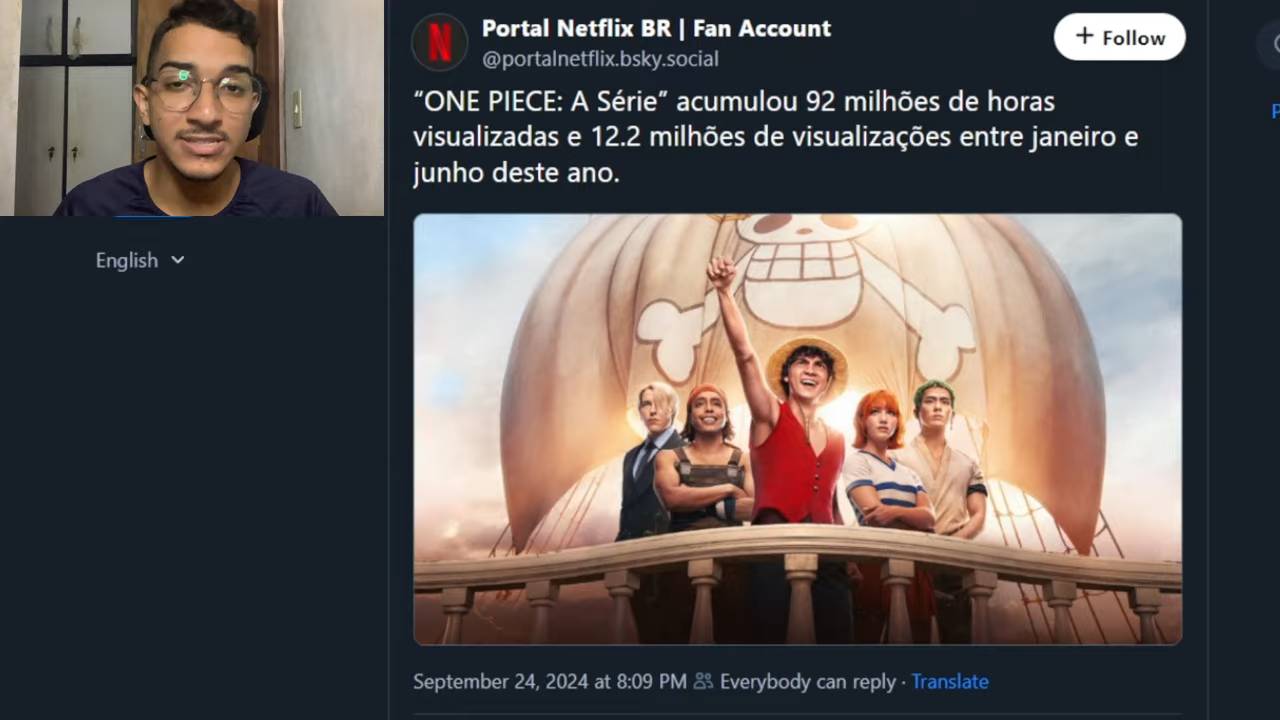 Portal Netflix BR | Fan Account
@portalnetflix.bsky.social
+ Follow
“ONE PIECE: A Série” acumulou 92 milhões de horas
visualizadas e 12.2 milhões de visualizações entre janeiro e
junho deste ano.
English
September 24, 2024 at 8:09 PM Everybody can reply · Translate